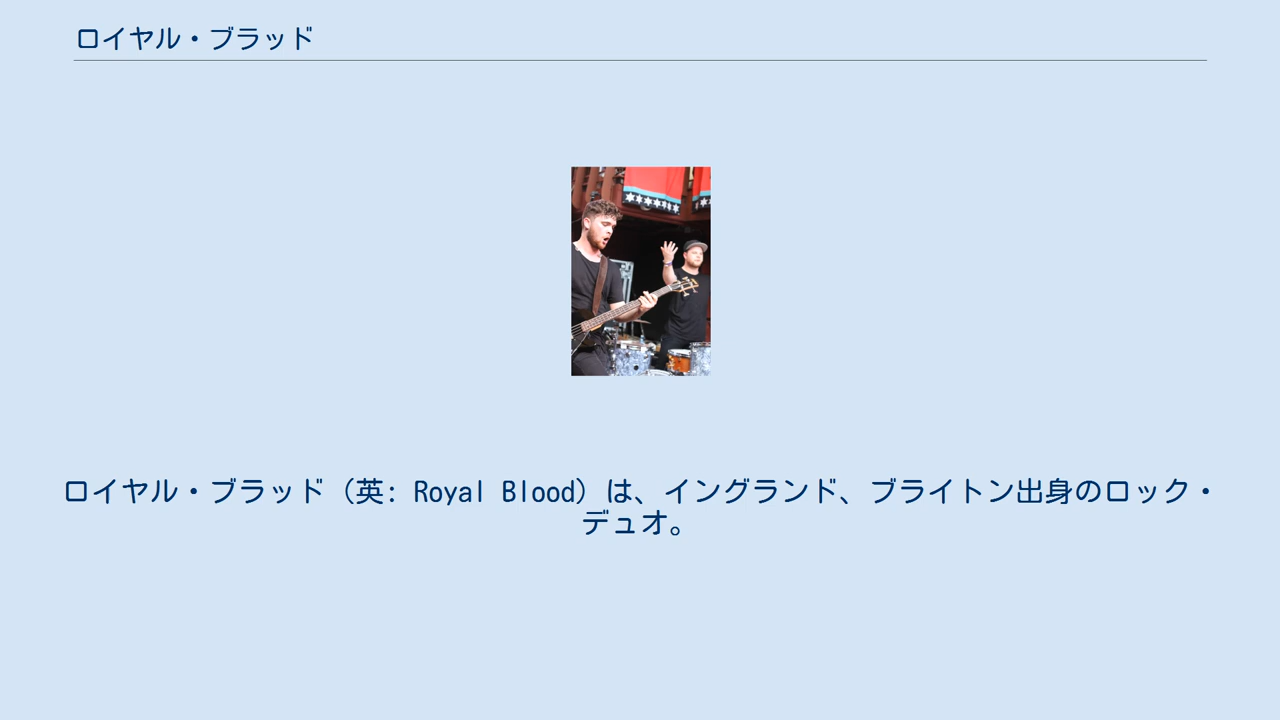 ロイヤル・ブラッド
ロイヤル・ブラッド（英: Royal Blood）は、イングランド、ブライトン出身のロック・
デュオ。